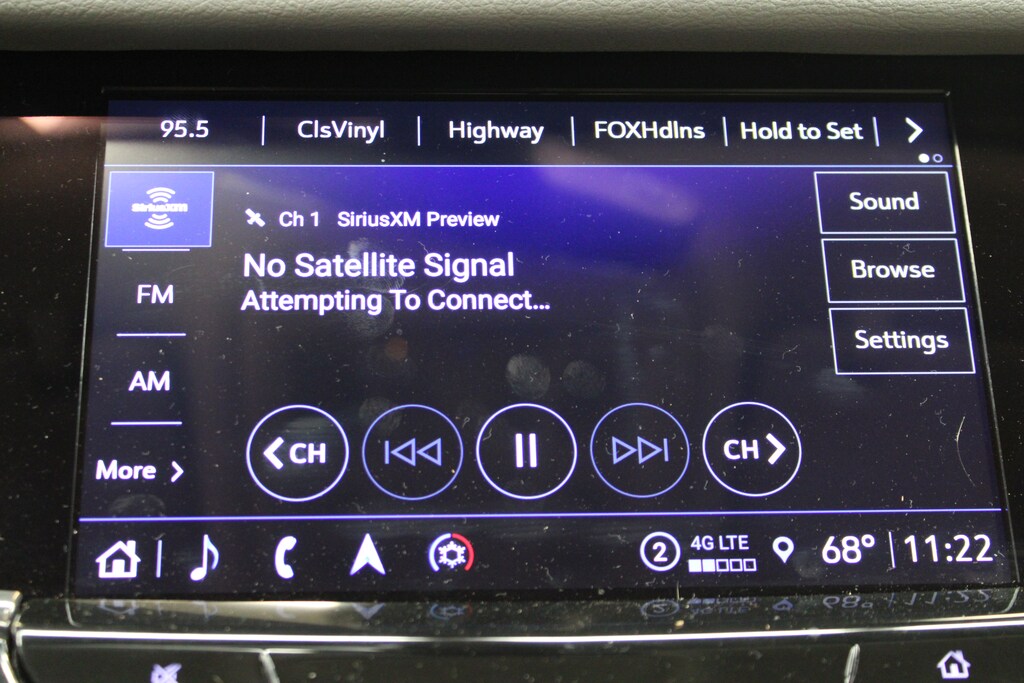 95.5 ClsVinyl Highway FOXHdlns Hold to Set
SiriusXM
Ch 1 SiriusXM Preview
No Satellite Signal
Attempting To Connect...
Sound
Browse
Settings
FM
AM
More
CH
CH
2 4G LTE 68° 11:22